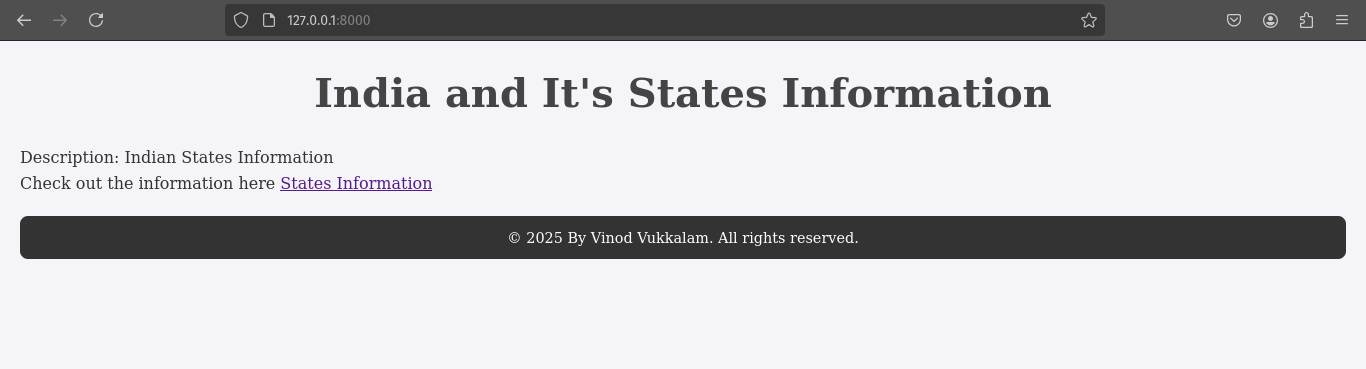 127.0.0.1:8000
India and It's States Information
Description: Indian States Information
Check out the information here States Information
© 2025 By Vinod Vukkalam. All rights reserved.